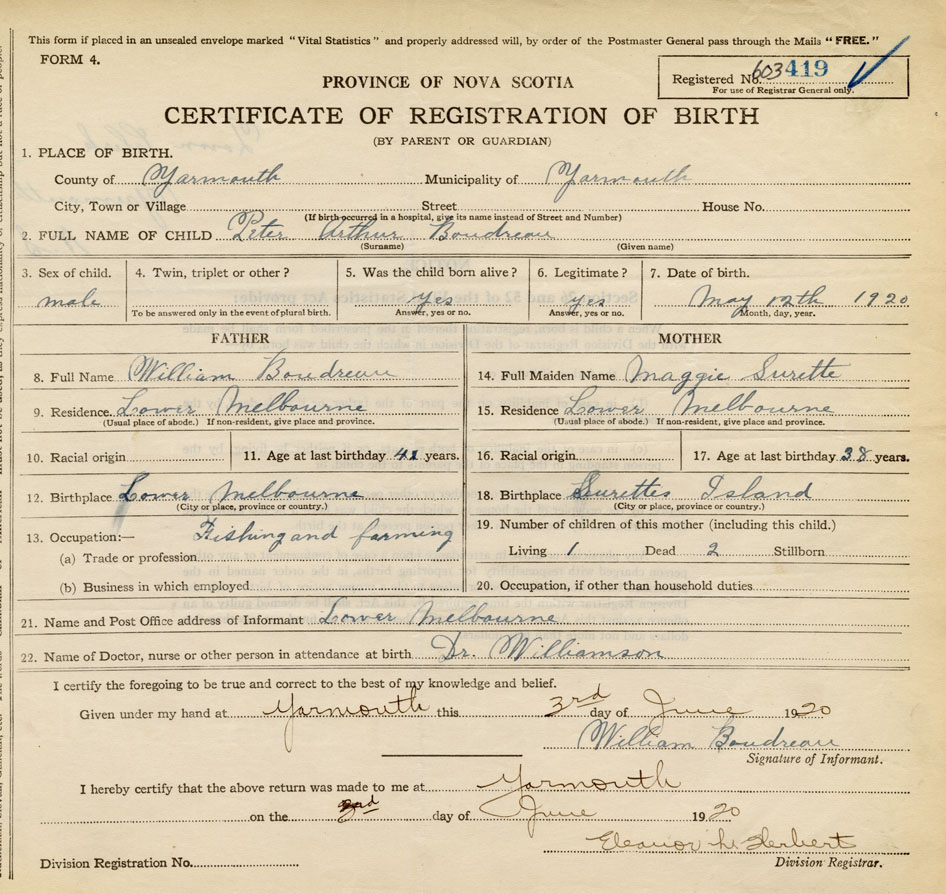 This form if placed in an unsealed envelope marked "Vital Statistics" and properly addressed will, by order of the Postmaster General pass through the Mails "FREE."
FORM 4.
Registered No. 603419
For use of Registrar General only.
PROVINCE OF NOVA SCOTIA
CERTIFICATE OF REGISTRATION OF BIRTH
(BY PARENT OR GUARDIAN)
1. PLACE OF BIRTH.
County of Yarmouth Municipality of Yarmouth
City, Town or Village Street House No.
(If birth occurred in a hospital, give its name instead of Street and Number)
2. FULL NAME OF CHILD Peter Arthur Boudreau
(Surname) (Given name)
3. Sex of child. 4. Twin, triplet or other? 5. Was the child born alive? 6. Legitimate? 7. Date of birth.
male Yes Yes May 12th 1920
To be answered only in the event of plural birth. Answer, yes or no. Answer, yes or no. Month, day, year.
FATHER MOTHER
8. Full Name William Boudreau 14. Full Maiden Name Maggie Surette
9. Residence. Lower Melbourne 15. Residence Lower Melbourne
(Usual place of abode.) If non-resident, give place and province. (Usual place of abode.) If non-resident, give place and province.
10. Racial origin 11. Age at last birthday 41 years. 16. Racial origin 17. Age at last birthday 38 years.
12. Birthplace Lower Melbourne 18. Birthplace Surettes Island
(City or place, province or country.) (City or place, province or country.)
13. Occupation:— Fishing and farming 19. Number of children of this mother (including this child.)
(a) Trade or profession Living 1 Dead 2 Stillborn
(b) Business in which employed 20. Occupation, if other than household duties
21. Name and Post Office address of Informant Lower Melbourne
22. Name of Doctor, nurse or other person in attendance at birth Dr. Williamson
I certify the foregoing to be true and correct to the best of my knowledge and belief.
Given under my hand at Yarmouth this 3rd day of June 1920
William Boudreau
Signature of Informant.
I hereby certify that the above return was made to me at Yarmouth
on the 3rd day of June 1920
Eleanor L. Herbert
Division Registration No. Division Registrar.